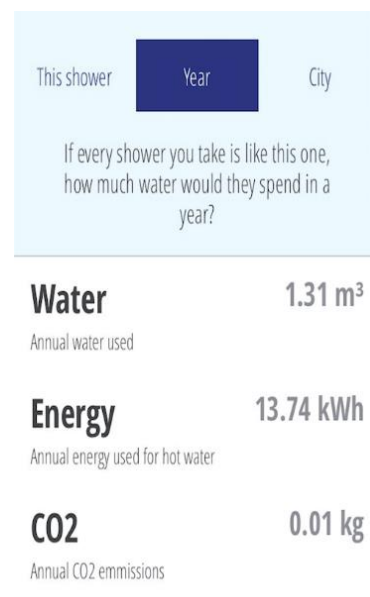 This shower Year City
If every shower you take is like this one,
how much water would they spend in a
year?
Water 1.31 m³
Annual water used
Energy 13.74 kWh
Annual energy used for hot water
CO2 0.01 kg
Annual CO2 emmissions